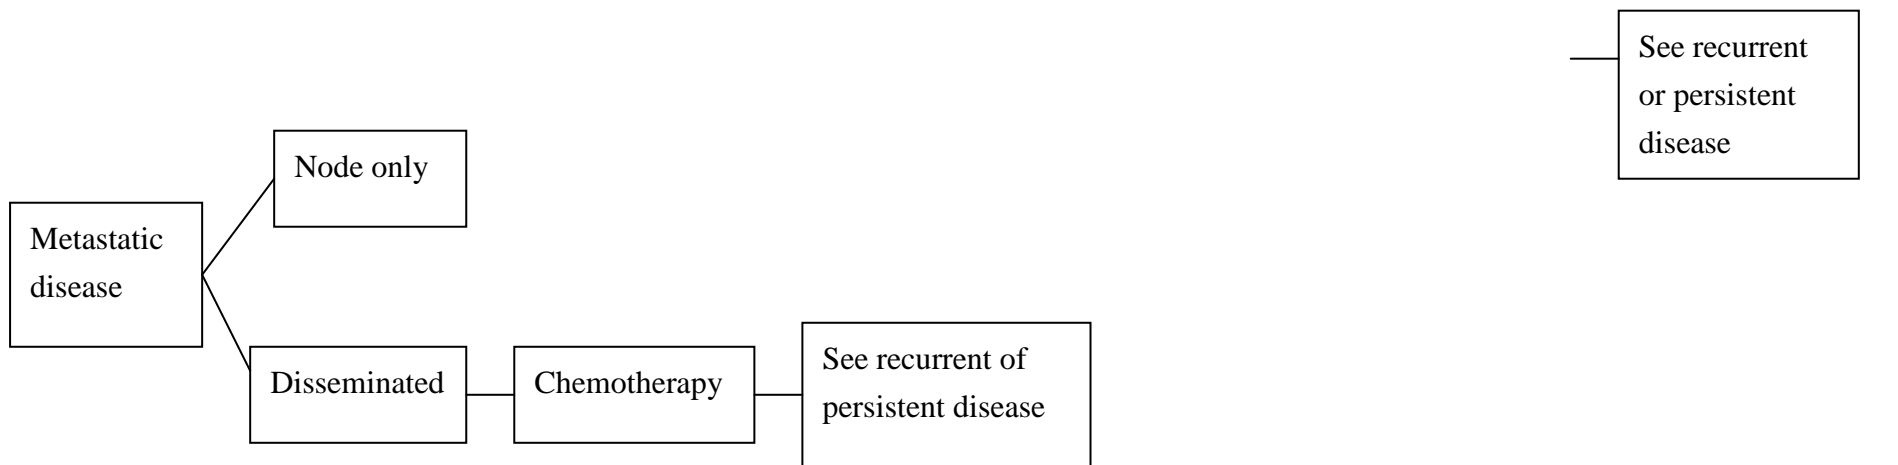 See recurrent
or persistent
disease
Node only
Metastatic
disease
Disseminated
Chemotherapy
See recurrent of
persistent disease